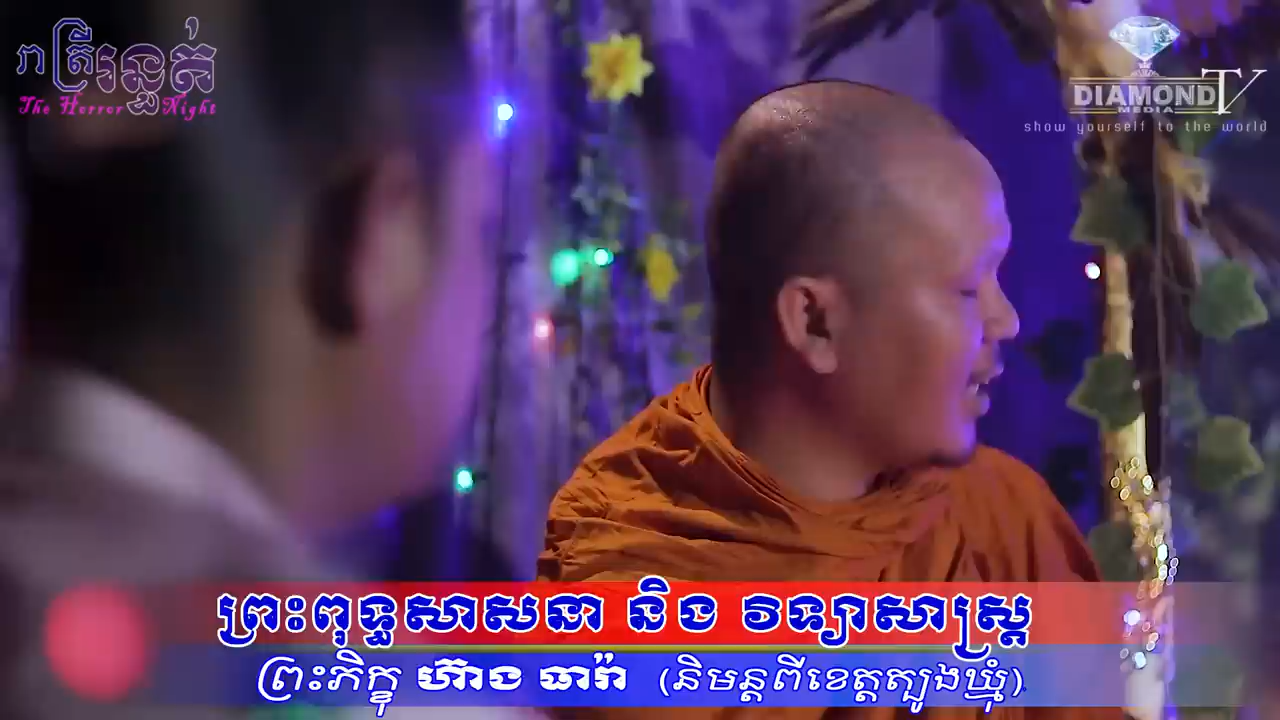 រាត្រីរន្ធត់
The Horror Night
DIAMOND TV
MEDIA
show yourself to the world
ព្រះពុទ្ធសាសនា និង វិទ្យាសាស្ត្រ
ព្រះភិក្ខុ ហ៊ាង ធារ៉ា (និមន្តពីខេត្តត្បូងឃ្មុំ)